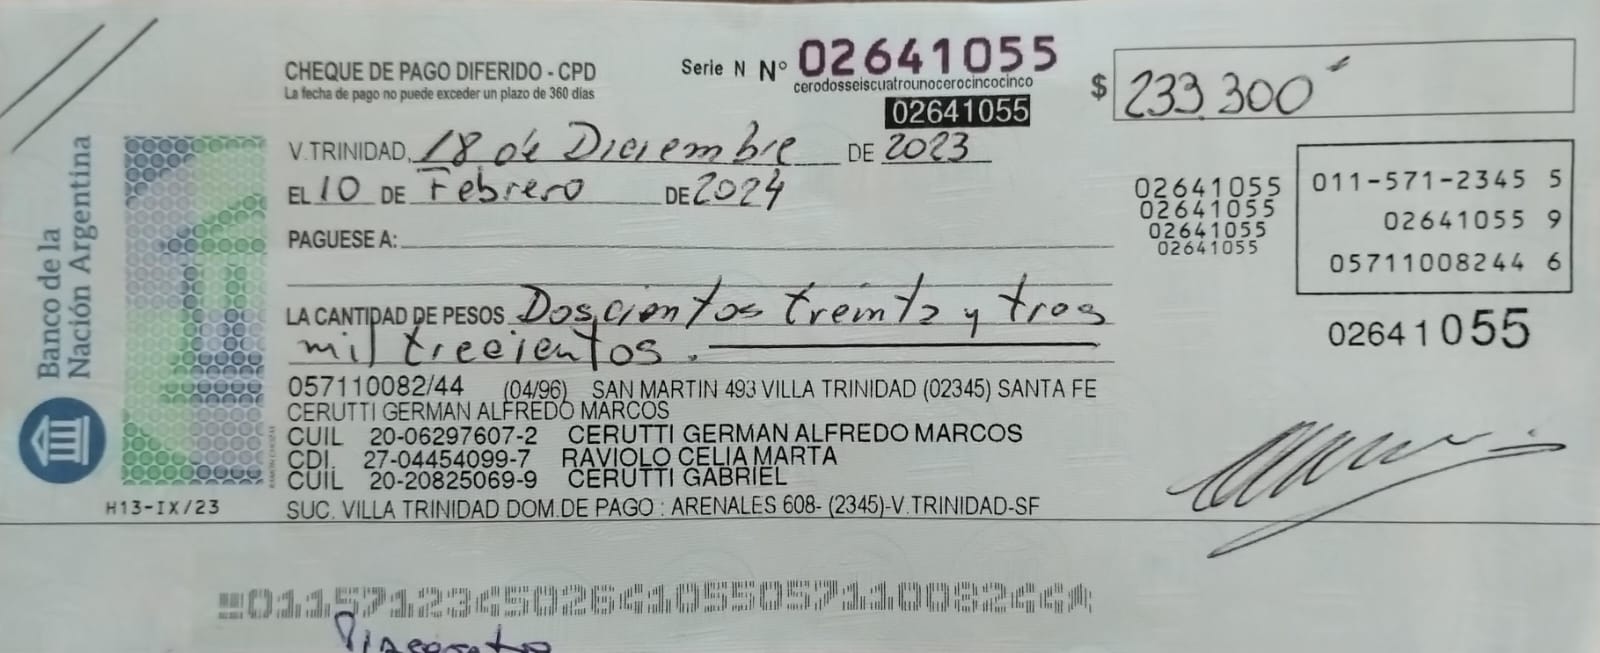 CHEQUE DE PAGO DIFERIDO - CPD
La fecha de pago no puede exceder un plazo de 360 días
Serie N Nº 02641055
cerodosseiscuatrounocerocincocinco
02641055
$ 233.300
V.TRINIDAD, 18 de Diciembre DE 2023
EL 10 DE Febrero DE 2024
PAGUESE A:
LA CANTIDAD DE PESOS Doscientos treinta y tres
mil trecientos.
02641055
02641055
02641055
02641055
011-571-2345 5
02641055 9
05711008244 6
02641055
057110082/44 (04/96) SAN MARTIN 493 VILLA TRINIDAD (02345) SANTA FE
CERUTTI GERMAN ALFREDO MARCOS
CUIL 20-06297607-2 CERUTTI GERMAN ALFREDO MARCOS
CDI. 27-04454099-7 RAVIOLO CELIA MARTA
CUIL 20-20825069-9 CERUTTI GABRIEL
SUC. VILLA TRINIDAD DOM.DE PAGO : ARENALES 608- (2345)-V.TRINIDAD-SF
Banco de la
Nación Argentina
H13-IX/23
01157123450264105505711008244